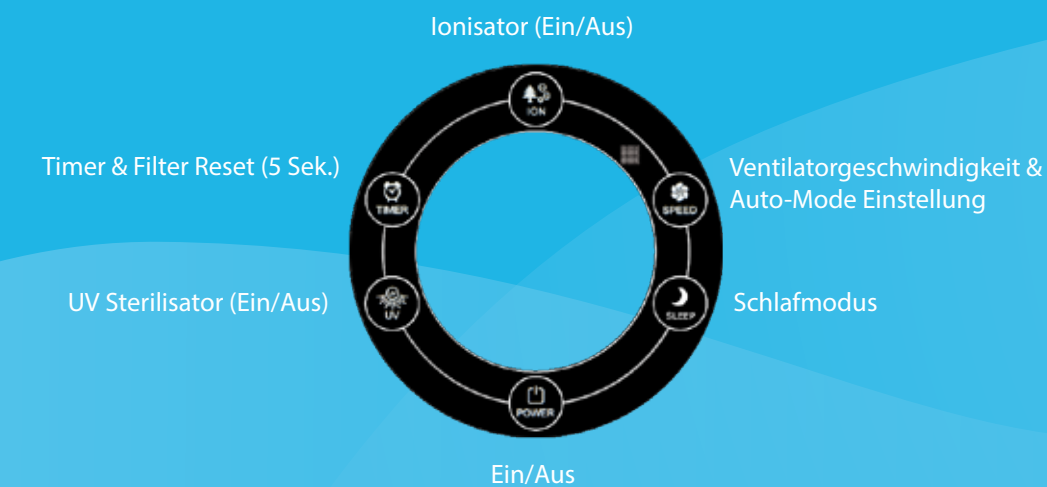 Ionisator (Ein/Aus)
ION
Timer & Filter Reset (5 Sek.)
TIMER
SPEED
Ventilatorgeschwindigkeit &
Auto-Mode Einstellung
UV Sterilisator (Ein/Aus)
UV
SLEEP
Schlafmodus
POWER
Ein/Aus